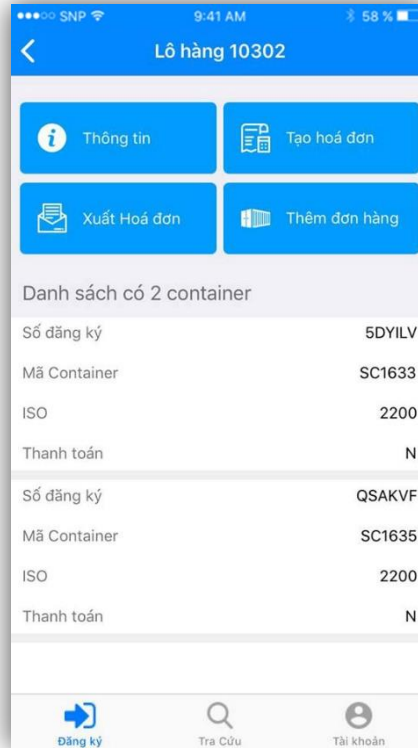 SNP 9:41 AM 58 %
Lô hàng 10302
Thông tin Tạo hoá đơn
Xuất Hoá đơn Thêm đơn hàng
Danh sách có 2 container
Số đăng ký 5DYILV
Mã Container SC1633
ISO 2200
Thanh toán N
Số đăng ký QSAKVF
Mã Container SC1635
ISO 2200
Thanh toán N
Đăng ký Tra Cứu Tài khoản